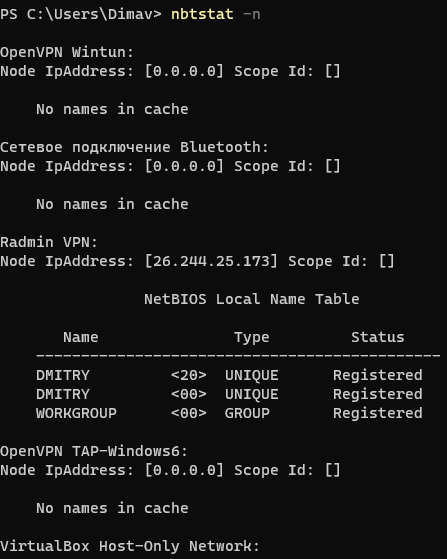 PS C:\Users\Dimav> nbtstat -n
OpenVPN Wintun:
Node IpAddress: [0.0.0.0] Scope Id: []
No names in cache
Сетевое подключение Bluetooth:
Node IpAddress: [0.0.0.0] Scope Id: []
No names in cache
Radmin VPN:
Node IpAddress: [26.244.25.173] Scope Id: []
NetBIOS Local Name Table
Name Type Status
---------------------------------------------
DMITRY <20> UNIQUE Registered
DMITRY <00> UNIQUE Registered
WORKGROUP <00> GROUP Registered
OpenVPN TAP-Windows6:
Node IpAddress: [0.0.0.0] Scope Id: []
No names in cache
VirtualBox Host-Only Network: